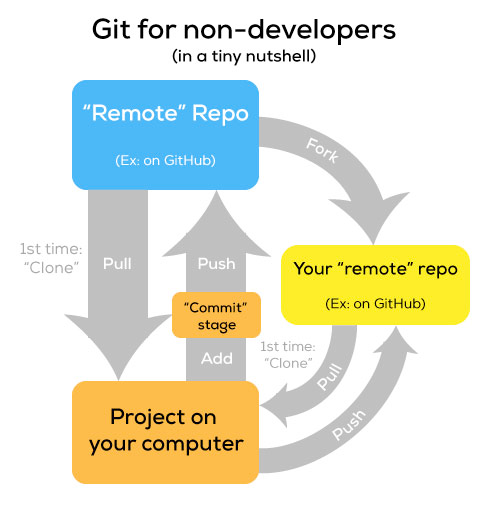 Git for non-developers
(in a tiny nutshell)
“Remote” Repo
(Ex: on GitHub)
Fork
1st time:
“Clone”
Pull
Push
Your “remote” repo
(Ex: on GitHub)
“Commit”
stage
Add
1st time:
“Clone”
Pull
Push
Project on
your computer